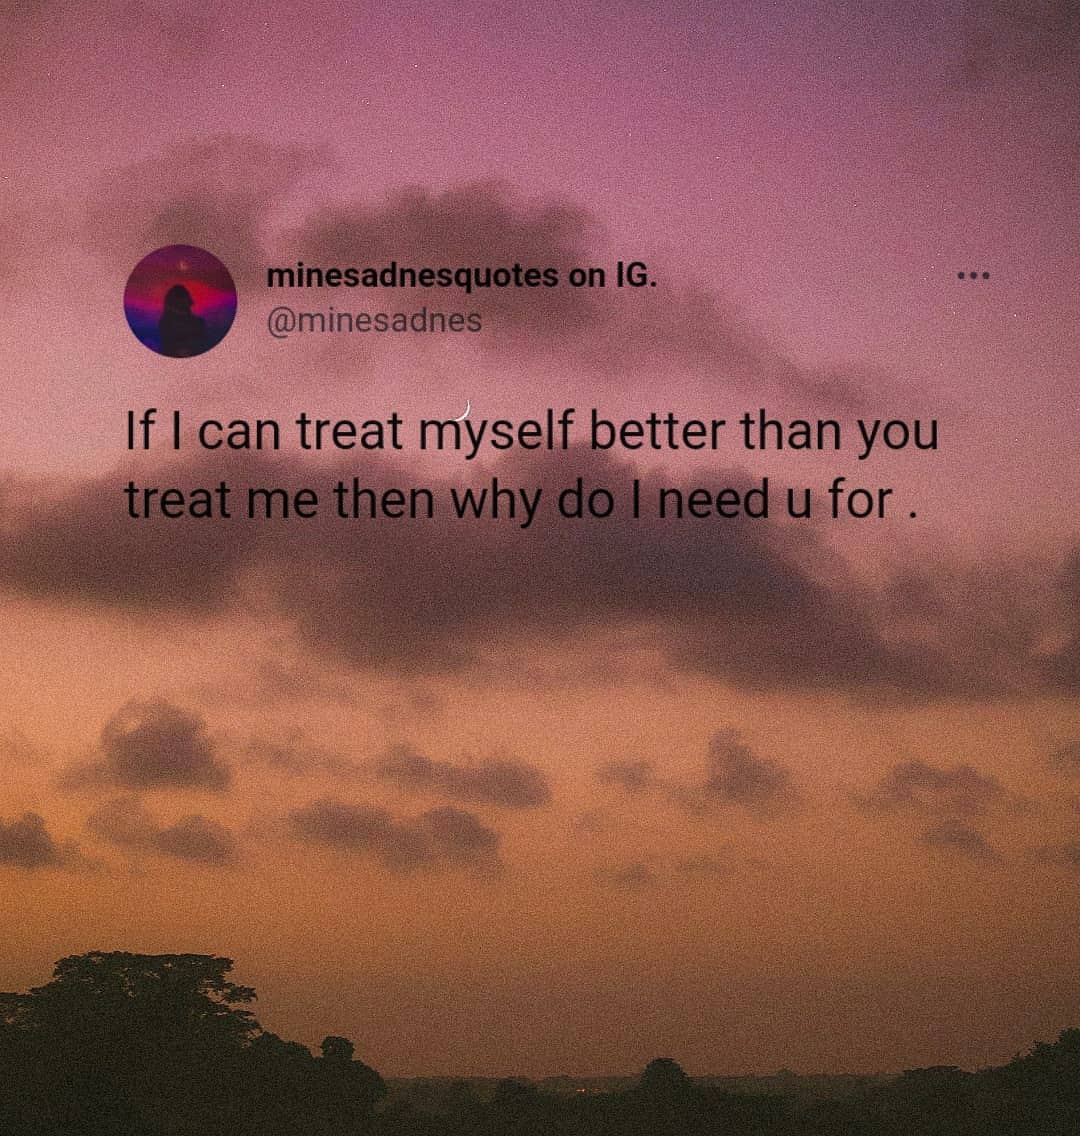 minesadnesquotes on IG.
@minesadnes
If I can treat myself better than you
treat me then why do I need u for .